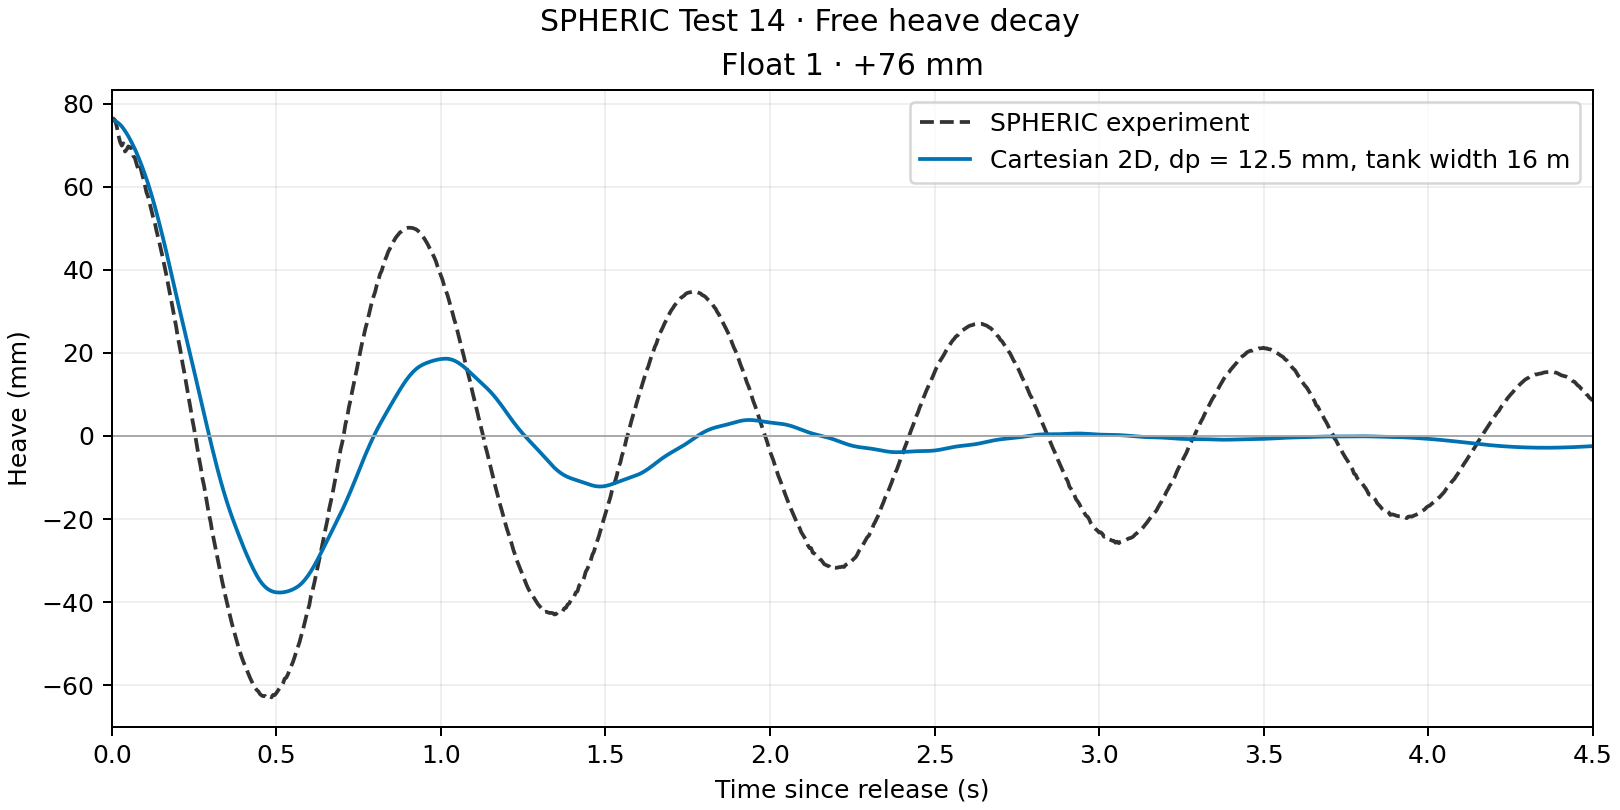 SPHERIC Test 14 · Free heave decay
Float 1 · +76 mm
SPHERIC experiment
Cartesian 2D, dp = 12.5 mm, tank width 16 m
Heave (mm)
80
60
40
20
0
−20
−40
−60
0.0 0.5 1.0 1.5 2.0 2.5 3.0 3.5 4.0 4.5
Time since release (s)